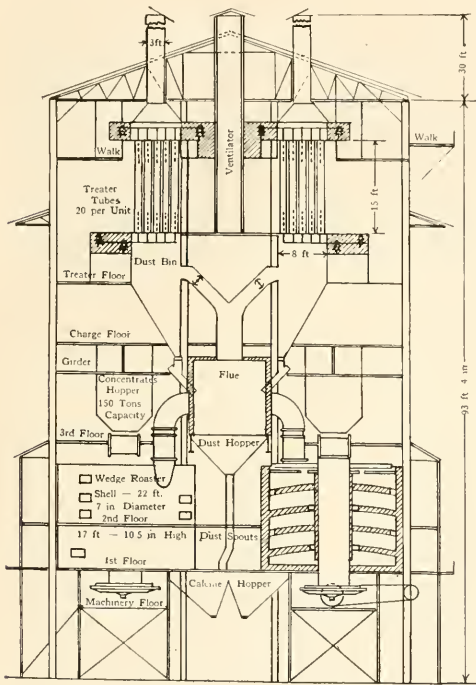 3ft.
30 ft
Walk
Ventilator
Walk
Treater
Tubes
20 per Unit
15 ft
Dust Bin
8 ft
Treater Floor
Charge Floor
Girder
Flue
Concentrates
Hopper
150 Tons
Capacity
93 ft 4 in
3rd Floor
Dust Hopper
Wedge Roaster
Shell — 22 ft.
7 in Diameter
2nd Floor
17 ft — 10.5 in High
Dust Spouts
1st Floor
Calcine Hopper
Machinery Floor